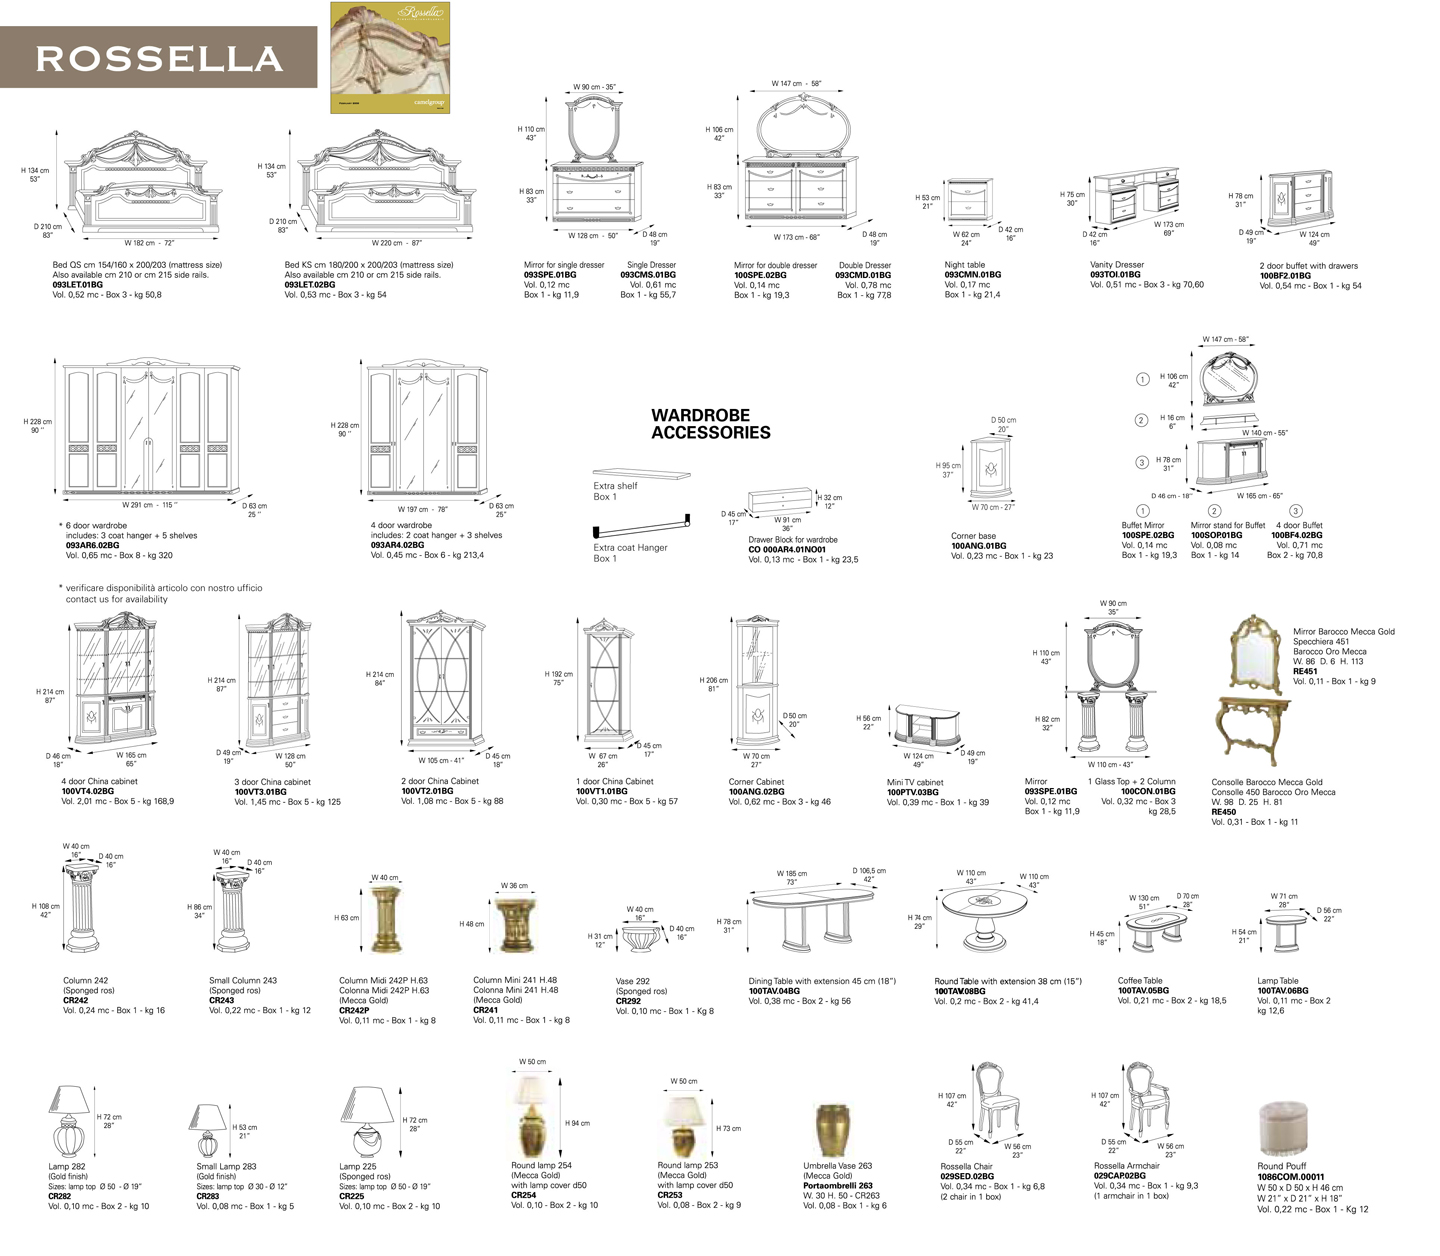 ROSSELLA
Rossella
camelgroup
W 90 cm - 35”
H 110 cm
43”
H 83 cm
33”
W 128 cm - 50”
D 48 cm
19”
W 147 cm - 58”
H 106 cm
42”
H 83 cm
33”
W 173 cm - 68”
D 48 cm
19”
H 134 cm
53”
D 210 cm
83”
W 182 cm - 72”
H 134 cm
53”
D 210 cm
83”
W 220 cm - 87”
H 53 cm
21”
W 62 cm
24”
D 42 cm
16”
H 75 cm
30”
D 42 cm
16”
W 173 cm
69”
H 78 cm
31”
D 49 cm
19”
W 124 cm
49”
Bed QS cm 154/160 x 200/203 (mattress size)
Also available cm 210 or cm 215 side rails.
093LET.01BG
Vol. 0,52 mc - Box 3 - kg 50,8
Bed KS cm 180/200 x 200/203 (mattress size)
Also available cm 210 or cm 215 side rails.
093LET.02BG
Vol. 0,53 mc - Box 3 - kg 54
Mirror for single dresser
093SPE.01BG
Vol. 0,12 mc
Box 1 - kg 11,9
Single Dresser
093CMS.01BG
Vol. 0,61 mc
Box 1 - kg 55,7
Mirror for double dresser
100SPE.02BG
Vol. 0,14 mc
Box 1 - kg 19,3
Double Dresser
093CMD.01BG
Vol. 0,78 mc
Box 1 - kg 77,8
Night table
093CMN.01BG
Vol. 0,17 mc
Box 1 - kg 21,4
Vanity Dresser
093TOI.01BG
Vol. 0,51 mc - Box 3 - kg 70,60
2 door buffet with drawers
100BF2.01BG
Vol. 0,54 mc - Box 1 - kg 54
H 228 cm
90 ”
W 291 cm - 115 ”
D 63 cm
25 ”
* 6 door wardrobe
includes: 3 coat hanger + 5 shelves
093AR6.02BG
Vol. 0,65 mc - Box 8 - kg 320
H 228 cm
90 ”
W 197 cm - 78”
D 63 cm
25”
4 door wardrobe
includes: 2 coat hanger + 3 shelves
093AR4.02BG
Vol. 0,45 mc - Box 6 - kg 213,4
WARDROBE
ACCESSORIES
Extra shelf
Box 1
Extra coat Hanger
Box 1
H 32 cm
12”
D 45 cm
17”
W 91 cm
36”
Drawer Block for wardrobe
CO 000AR4.01NO01
Vol. 0,13 mc - Box 1 - kg 23,5
D 50 cm
20”
H 95 cm
37”
W 70 cm - 27”
Corner base
100ANG.01BG
Vol. 0,23 mc - Box 1 - kg 23
W 147 cm - 58”
1
H 106 cm
42”
2
H 16 cm
6”
W 140 cm - 55”
3
H 78 cm
31”
D 46 cm - 18”
W 165 cm - 65”
1
Buffet Mirror
100SPE.02BG
Vol. 0,14 mc
Box 1 - kg 19,3
2
Mirror stand for Buffet
100SOP.01BG
Vol. 0,08 mc
Box 1 - kg 14
3
4 door Buffet
100BF4.02BG
Vol. 0,71 mc
Box 2 - kg 70,8
* verificare disponibilità articolo con nostro ufficio
contact us for availability
H 214 cm
87”
D 46 cm
18”
W 165 cm
65”
4 door China cabinet
100VT4.02BG
Vol. 2,01 mc - Box 5 - kg 168,9
H 214 cm
87”
D 49 cm
19”
W 128 cm
50”
3 door China cabinet
100VT3.01BG
Vol. 1,45 mc - Box 5 - kg 125
H 214 cm
84”
W 105 cm - 41”
D 45 cm
18”
2 door China Cabinet
100VT2.01BG
Vol. 1,08 mc - Box 5 - kg 88
H 192 cm
75”
W 67 cm
26”
D 45 cm
17”
1 door China Cabinet
100VT1.01BG
Vol. 0,30 mc - Box 5 - kg 57
H 206 cm
81”
D 50 cm
20”
W 70 cm
27”
Corner Cabinet
100ANG.02BG
Vol. 0,62 mc - Box 3 - kg 46
H 56 cm
22”
W 124 cm
49”
D 49 cm
19”
Mini TV cabinet
100PTV.03BG
Vol. 0,39 mc - Box 1 - kg 39
W 90 cm
35”
H 110 cm
43”
H 82 cm
32”
W 110 cm - 43”
Mirror
093SPE.01BG
Vol. 0,12 mc
Box 1 - kg 11,9
1 Glass Top + 2 Column
100CON.01BG
Vol. 0,32 mc - Box 3
kg 28,5
Mirror Barocco Mecca Gold
Specchiera 451
Barocco Oro Mecca
W. 86 D. 6 H. 113
RE451
Vol. 0,11 - Box 1 - kg 9
Consolle Barocco Mecca Gold
Consolle 450 Barocco Oro Mecca
W. 98 D. 25 H. 81
RE450
Vol. 0,31 - Box 1 - kg 11
W 40 cm
16”
D 40 cm
16”
H 108 cm
42”
Column 242
(Sponged ros)
CR242
Vol. 0,24 mc - Box 1 - kg 16
W 40 cm
16”
D 40 cm
16”
H 86 cm
34”
Small Column 243
(Sponged ros)
CR243
Vol. 0,22 mc - Box 1 - kg 12
W 40 cm
H 63 cm
Column Midi 242P H.63
Colonna Midi 242P H.63
(Mecca Gold)
CR242P
Vol. 0,11 mc - Box 1 - kg 8
W 36 cm
H 48 cm
Column Mini 241 H.48
Colonna Mini 241 H.48
(Mecca Gold)
CR241
Vol. 0,11 mc - Box 1 - kg 8
W 40 cm
16”
H 31 cm
12”
D 40 cm
16”
Vase 292
(Sponged ros)
CR292
Vol. 0,10 mc - Box 1 - Kg 8
W 185 cm
73”
D 106,5 cm
42”
H 78 cm
31”
Dining Table with extension 45 cm (18”)
100TAV.04BG
Vol. 0,38 mc - Box 2 - kg 56
W 110 cm
43”
W 110 cm
43”
H 74 cm
29”
Round Table with extension 38 cm (15”)
100TAV.08BG
Vol. 0,2 mc - Box 2 - kg 41,4
W 130 cm
51”
D 70 cm
28”
H 45 cm
18”
Coffee Table
100TAV.05BG
Vol. 0,21 mc - Box 2 - kg 18,5
W 71 cm
28”
D 56 cm
22”
H 54 cm
21”
Lamp Table
100TAV.06BG
Vol. 0,11 mc - Box 2
kg 12,6
H 72 cm
28”
Lamp 282
(Gold finish)
Sizes: lamp top Ø 50 - Ø 19”
CR282
Vol. 0,10 mc - Box 2 - kg 10
H 53 cm
21”
Small Lamp 283
(Gold finish)
Sizes: lamp top Ø 30 - Ø 12”
CR283
Vol. 0,08 mc - Box 1 - kg 5
H 72 cm
28”
Lamp 225
(Sponged ros)
Sizes: lamp top Ø 50 - Ø 19”
CR225
Vol. 0,10 mc - Box 2 - kg 10
W 50 cm
H 94 cm
Round lamp 254
(Mecca Gold)
with lamp cover d50
CR254
Vol. 0,10 - Box 2 - kg 10
W 50 cm
H 73 cm
Round lamp 253
(Mecca Gold)
with lamp cover d50
CR253
Vol. 0,08 - Box 2 - kg 9
Umbrella Vase 263
(Mecca Gold)
Portaombrelli 263
W. 30 H. 50 - CR263
Vol. 0,08 - Box 1 - kg 6
H 107 cm
42”
D 55 cm
22”
W 56 cm
23”
Rossella Chair
029SED.02BG
Vol. 0,34 mc - Box 1 - kg 6,8
(2 chair in 1 box)
H 107 cm
42”
D 55 cm
22”
W 56 cm
23”
Rossella Armchair
029CAP.02BG
Vol. 0,34 mc - Box 1 - kg 9,3
(1 armchair in 1 box)
Round Pouff
1086COM.00011
W 50 x D 50 x H 46 cm
W 21” x D 21” x H 18”
Vol. 0,22 mc - Box 1 - Kg 12